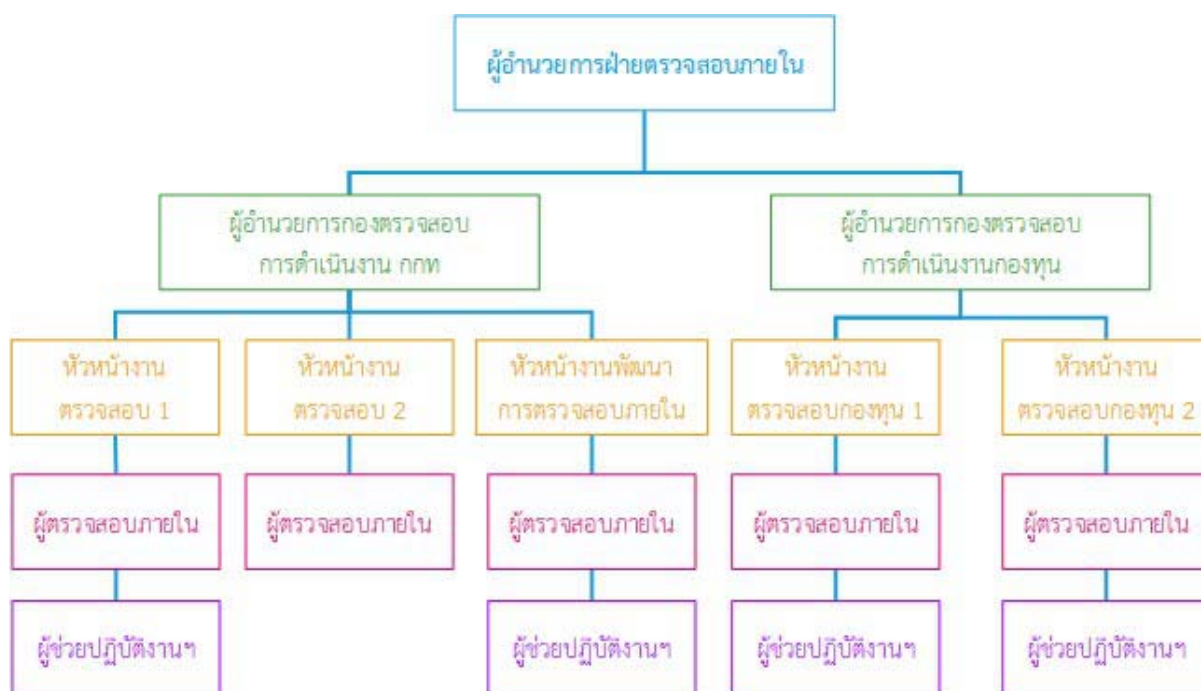 ผู้อำนวยการฝ่ายตรวจสอบภายใน
ผู้อำนวยการกองตรวจสอบ
การดำเนินงาน กกท
ผู้อำนวยการกองตรวจสอบ
การดำเนินงานกองทุน
หัวหน้างาน
ตรวจสอบ 1
หัวหน้างาน
ตรวจสอบ 2
หัวหน้างานพัฒนา
การตรวจสอบภายใน
หัวหน้างาน
ตรวจสอบกองทุน 1
หัวหน้างาน
ตรวจสอบกองทุน 2
ผู้ตรวจสอบภายใน
ผู้ตรวจสอบภายใน
ผู้ตรวจสอบภายใน
ผู้ตรวจสอบภายใน
ผู้ตรวจสอบภายใน
ผู้ช่วยปฏิบัติงานฯ
ผู้ช่วยปฏิบัติงานฯ
ผู้ช่วยปฏิบัติงานฯ
ผู้ช่วยปฏิบัติงานฯ